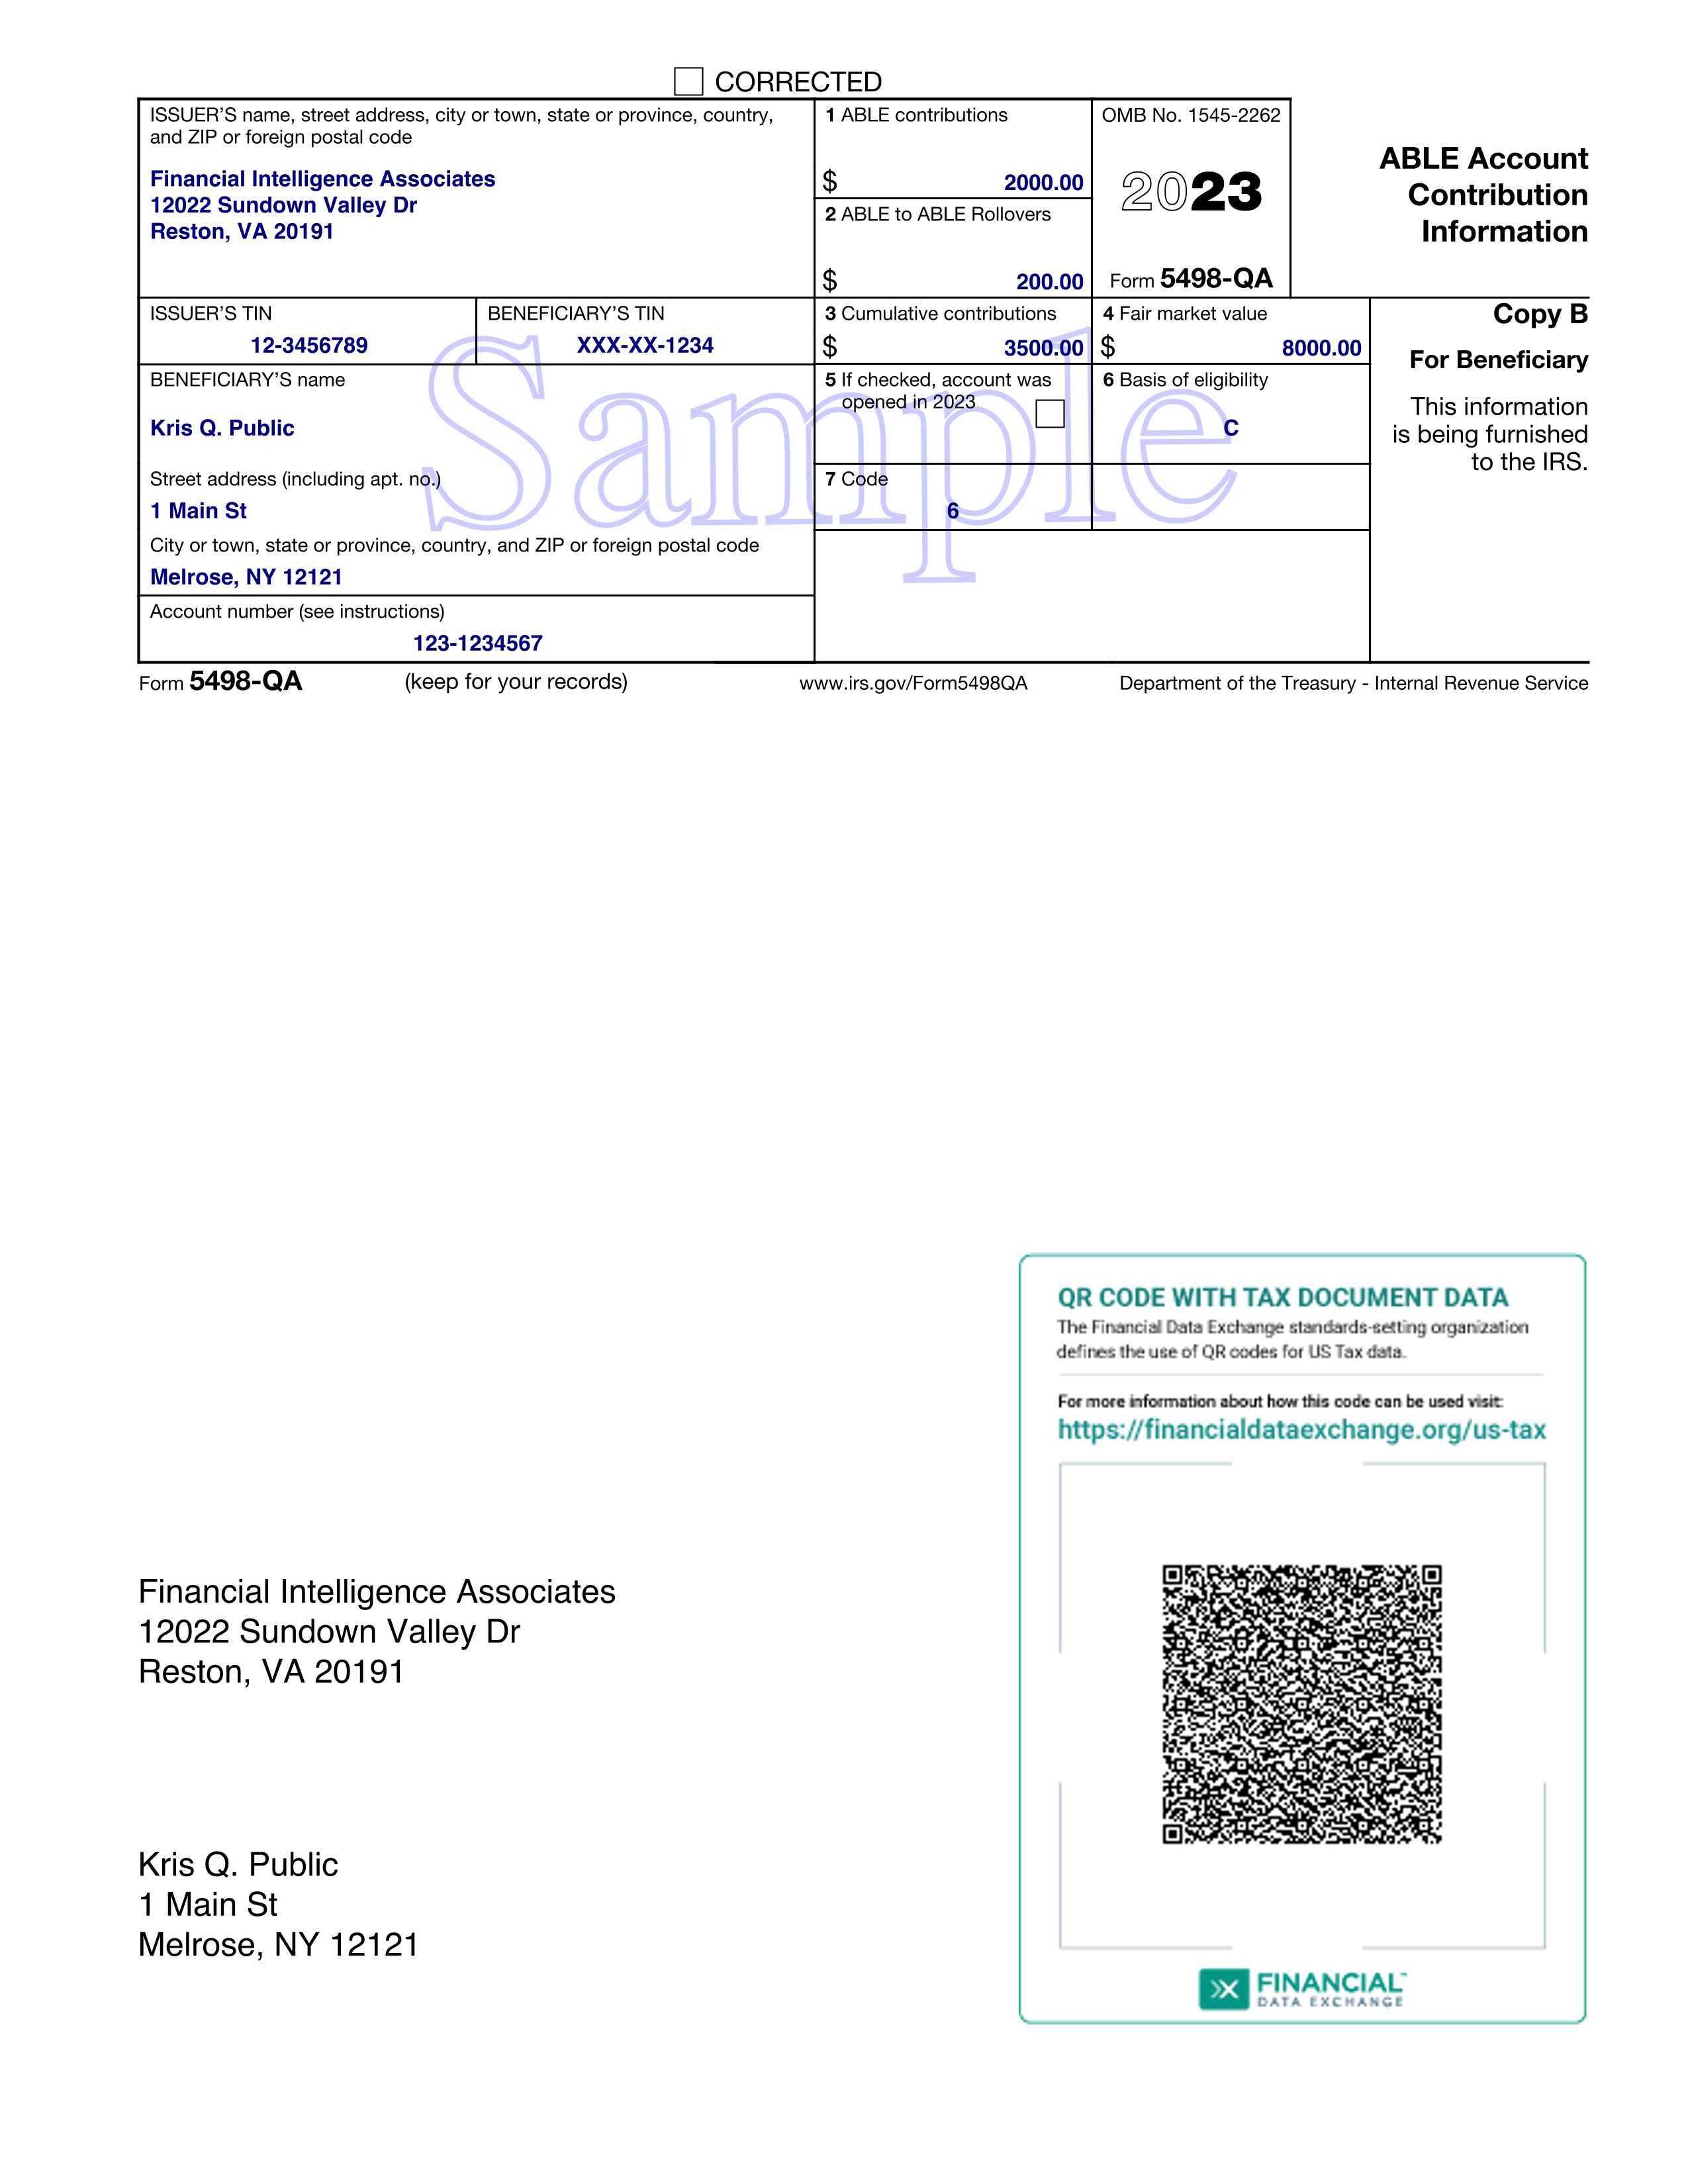 CORRECTED
ISSUER'S name, street address, city or town, state or province, country,
and ZIP or foreign postal code
Financial Intelligence Associates
12022 Sundown Valley Dr
Reston, VA 20191
1 ABLE contributions
$ 2000.00
2 ABLE to ABLE Rollovers
$ 200.00
OMB No. 1545-2262
2023
Form 5498-QA
ABLE Account
Contribution
Information
ISSUER'S TIN
12-3456789
BENEFICIARY'S TIN
XXX-XX-1234
3 Cumulative contributions
$ 3500.00
4 Fair market value
$ 8000.00
Copy B
For Beneficiary
This information
is being furnished
to the IRS.
BENEFICIARY'S name
Kris Q. Public
5 If checked, account was
opened in 2023
6 Basis of eligibility
C
Street address (including apt. no.)
1 Main St
7 Code
6
City or town, state or province, country, and ZIP or foreign postal code
Melrose, NY 12121
Account number (see instructions)
123-1234567
Sample
Form 5498-QA (keep for your records) www.irs.gov/Form5498QA Department of the Treasury - Internal Revenue Service
QR CODE WITH TAX DOCUMENT DATA
The Financial Data Exchange standards-setting organization
defines the use of QR codes for US Tax data.
For more information about how this code can be used visit:
https://financialdataexchange.org/us-tax
Financial Intelligence Associates
12022 Sundown Valley Dr
Reston, VA 20191
Kris Q. Public
1 Main St
Melrose, NY 12121
FINANCIAL™
DATA EXCHANGE